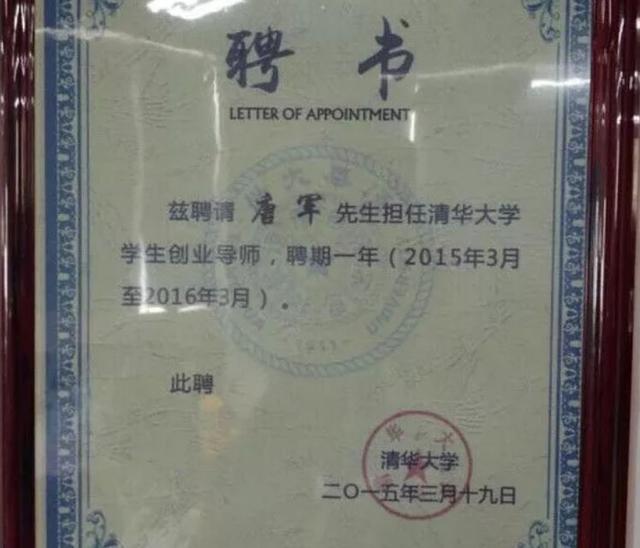 聘书
LETTER OF APPOINTMENT
兹聘请 唐军 先生担任清华大学
学生创业导师，聘期一年（2015年3月
至2016年3月）。
此聘
清华大学
二〇一五年三月十九日